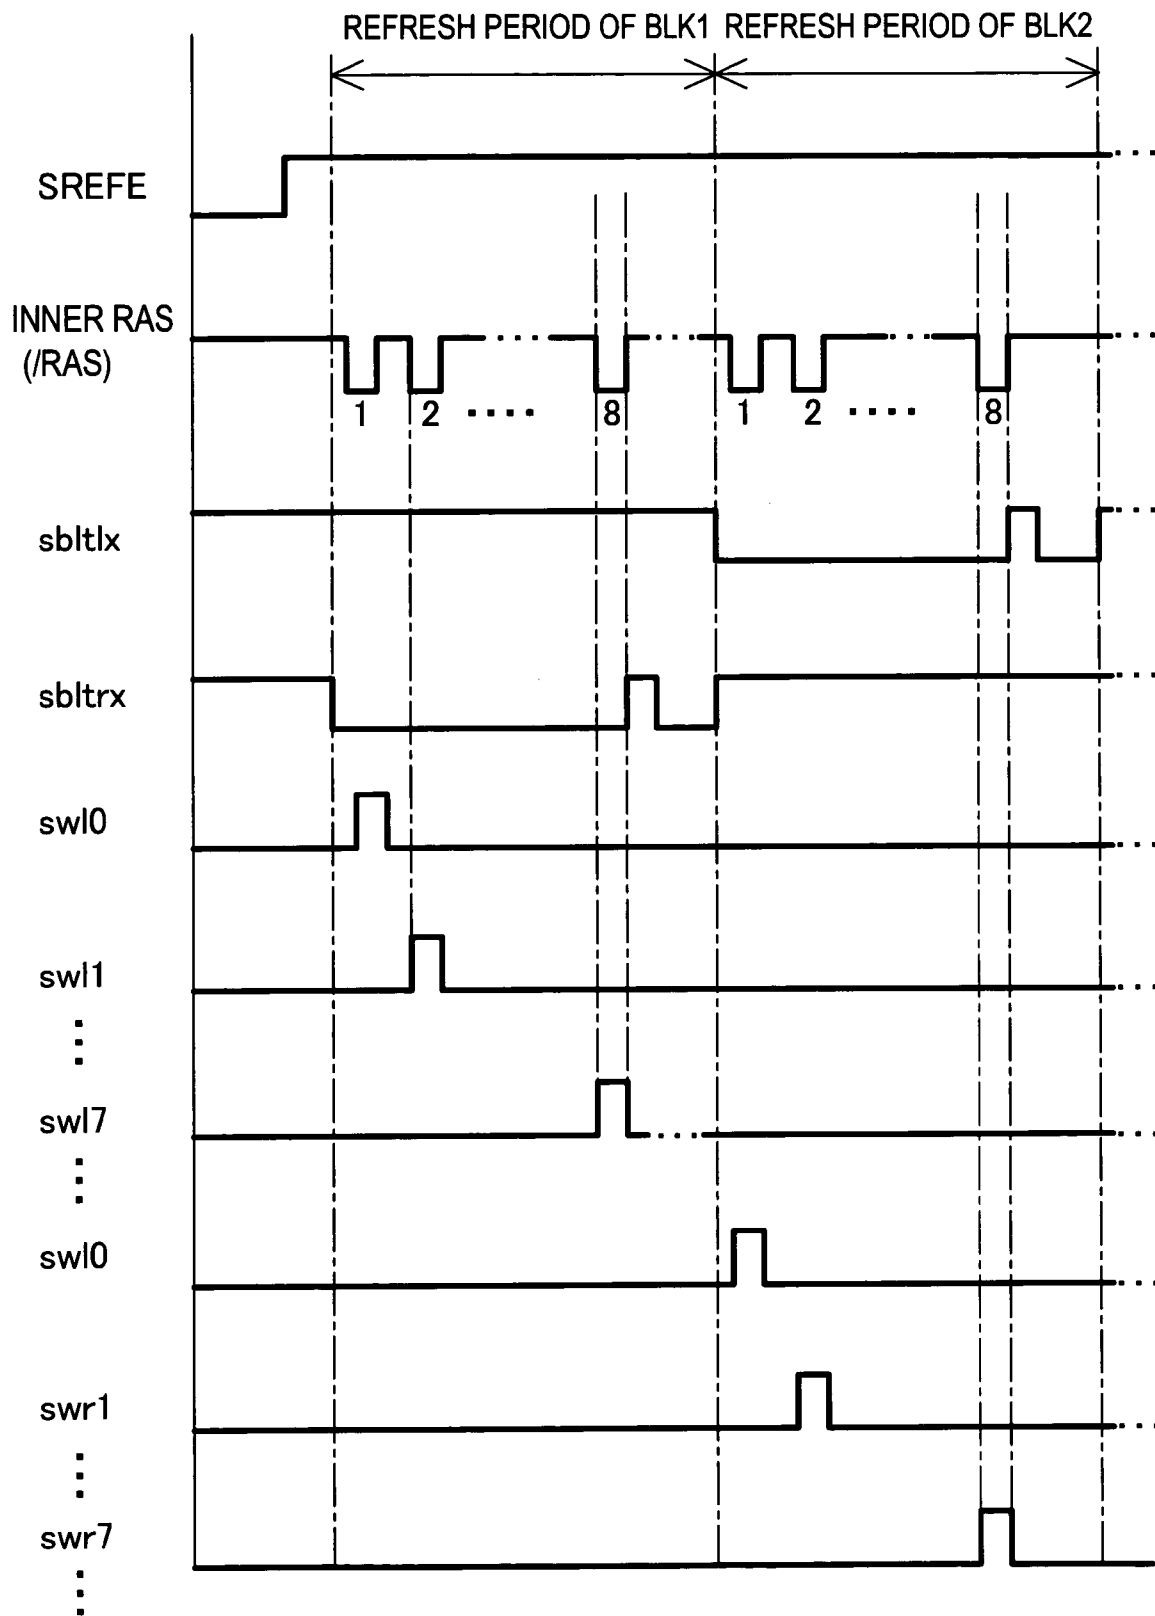 REFRESH PERIOD OF BLK1 REFRESH PERIOD OF BLK2
SREFE
INNER RAS
(/RAS)
1 2 .... 8 1 2 .... 8
sbltlx
sbltrx
swl0
swl1
swl7
swl0
swr1
swr7